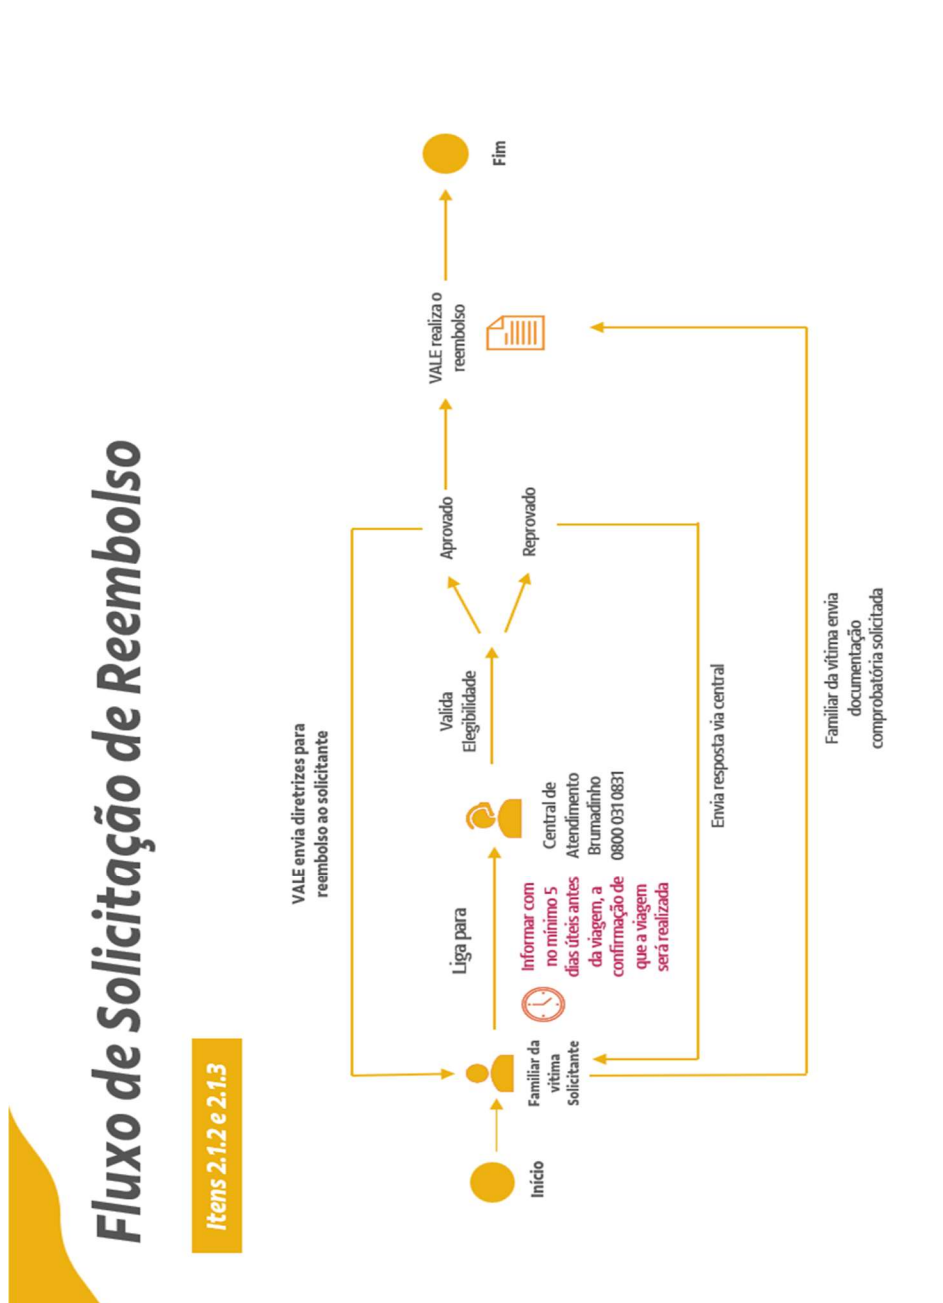 Fluxo de Solicitação de Reembolso
Itens 2.1.2 e 2.1.3
VALE envia diretrizes para
reembolso ao solicitante
Início
Familiar da
vítima
Solicitante
Liga para
Informar com
no mínimo 5
dias úteis antes
da viagem, a
confirmação de
que a viagem
será realizada
Central de
Atendimento
Brumadinho
0800 031 0831
Valida
Elegibilidade
Aprovado
Reprovado
VALE realiza o
reembolso
Fim
Envia resposta via central
Familiar da vítima envia
documentação
comprobatória solicitada